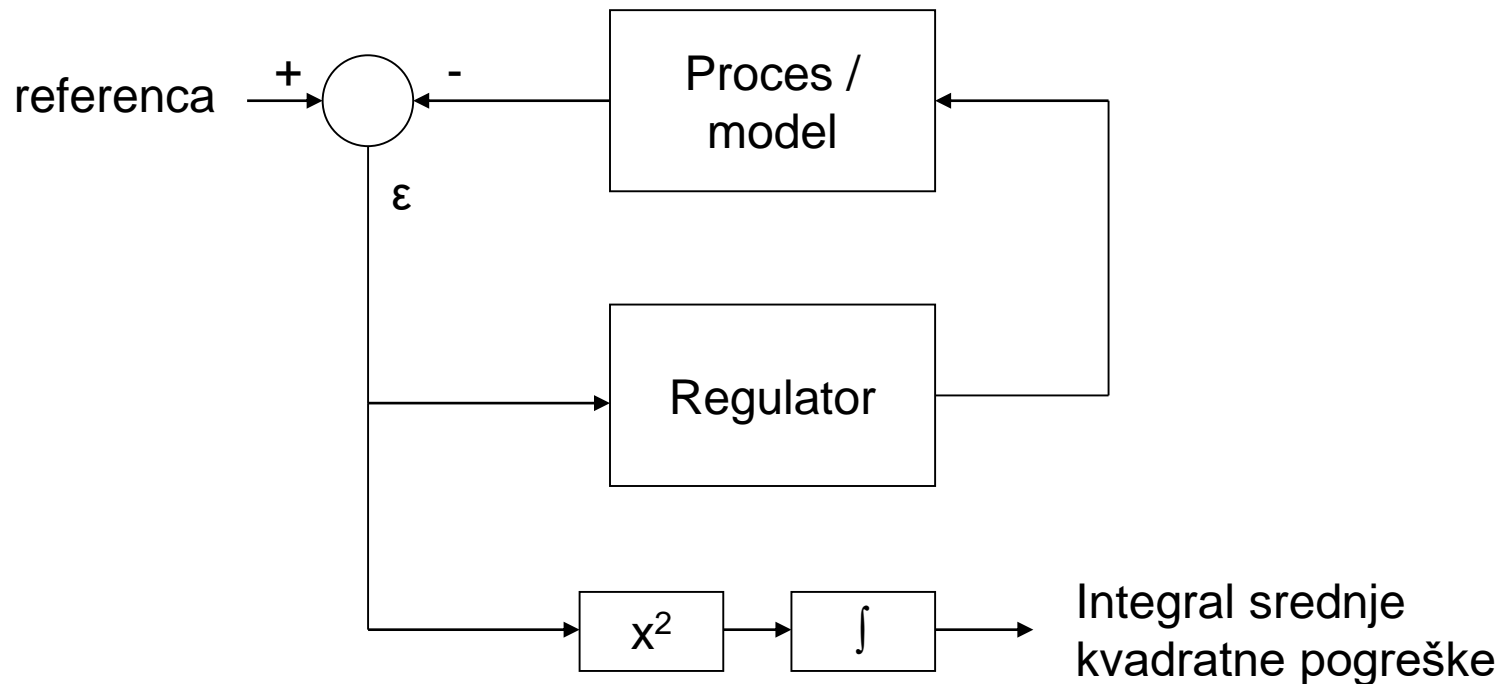 referenca
+
-
Proces /
model
ε
Regulator
x²
∫
Integral srednje
kvadratne pogreške